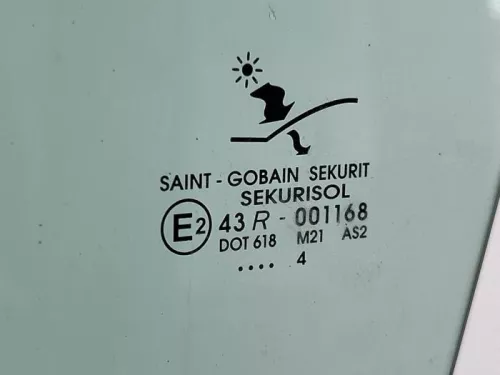 SAINT - GOBAIN SEKURIT
SEKURISOL
E2 43 R - 001168
DOT 618 M21 AS2
.... 4